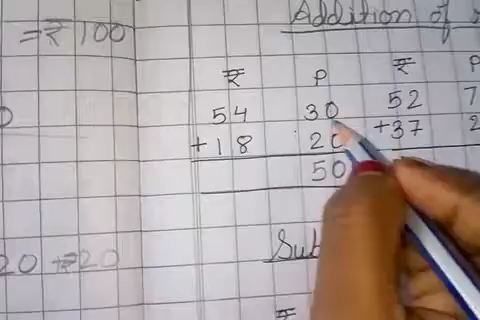 Addition of
= ₹ 100
₹ P ₹ P
54 30 52 7
+18 20 +37 2
50
20 + ₹20
Sub
₹